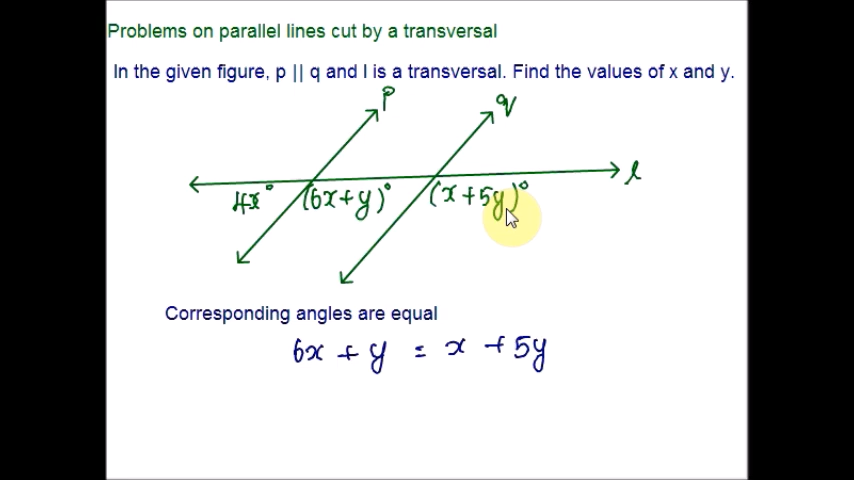 Problems on parallel lines cut by a transversal
In the given figure, p || q and l is a transversal. Find the values of x and y.
p
q
l
4x° (6x+y)° (x+5y)°
Corresponding angles are equal
6x + y = x + 5y